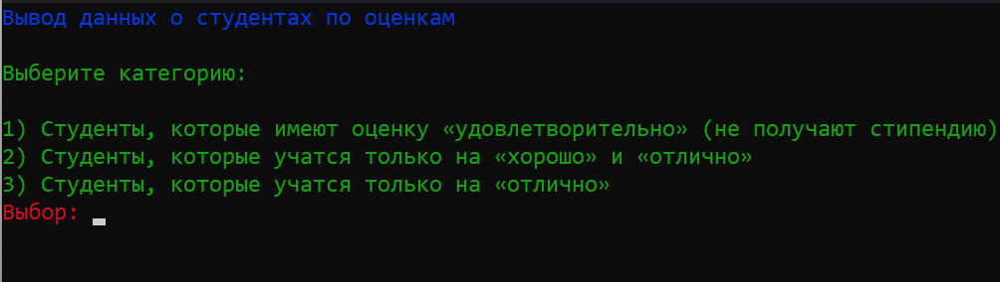 Вывод данных о студентах по оценкам
Выберите категорию:
1) Студенты, которые имеют оценку «удовлетворительно» (не получают стипендию)
2) Студенты, которые учатся только на «хорошо» и «отлично»
3) Студенты, которые учатся только на «отлично»
Выбор: